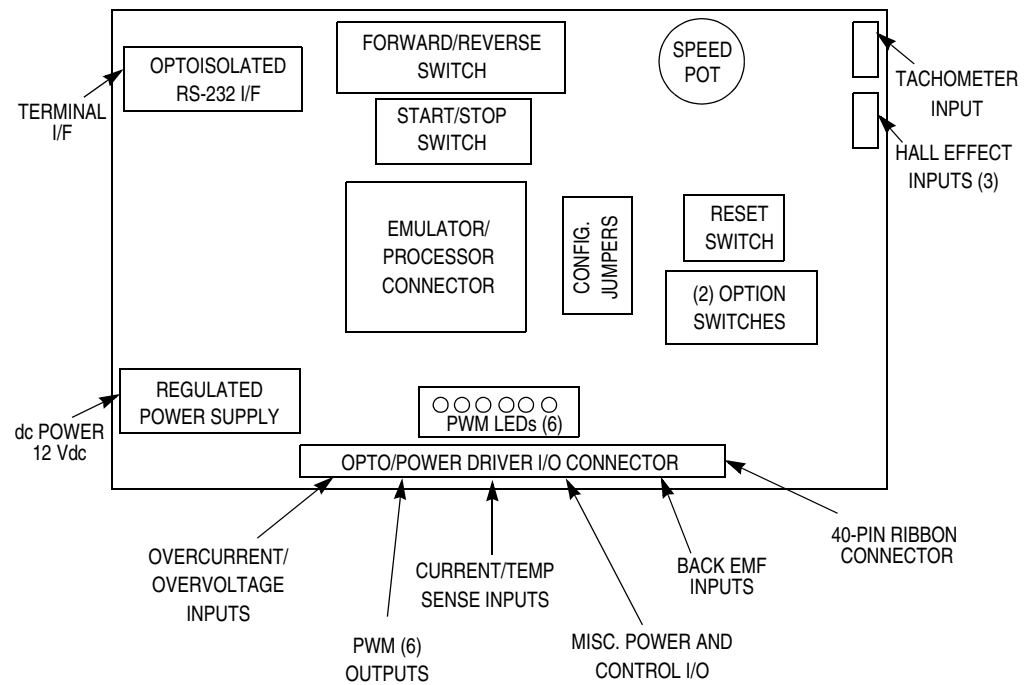 FORWARD/REVERSE
SWITCH
SPEED
POT
OPTOISOLATED
RS-232 I/F
TERMINAL
I/F
TACHOMETER
INPUT
START/STOP
SWITCH
HALL EFFECT
INPUTS (3)
EMULATOR/
PROCESSOR
CONNECTOR
CONFIG.
JUMPERS
RESET
SWITCH
(2) OPTION
SWITCHES
REGULATED
POWER SUPPLY
dc POWER
12 Vdc
PWM LEDs (6)
OPTO/POWER DRIVER I/O CONNECTOR
40-PIN RIBBON
CONNECTOR
OVERCURRENT/
OVERVOLTAGE
INPUTS
PWM (6)
OUTPUTS
CURRENT/TEMP
SENSE INPUTS
MISC. POWER AND
CONTROL I/O
BACK EMF
INPUTS